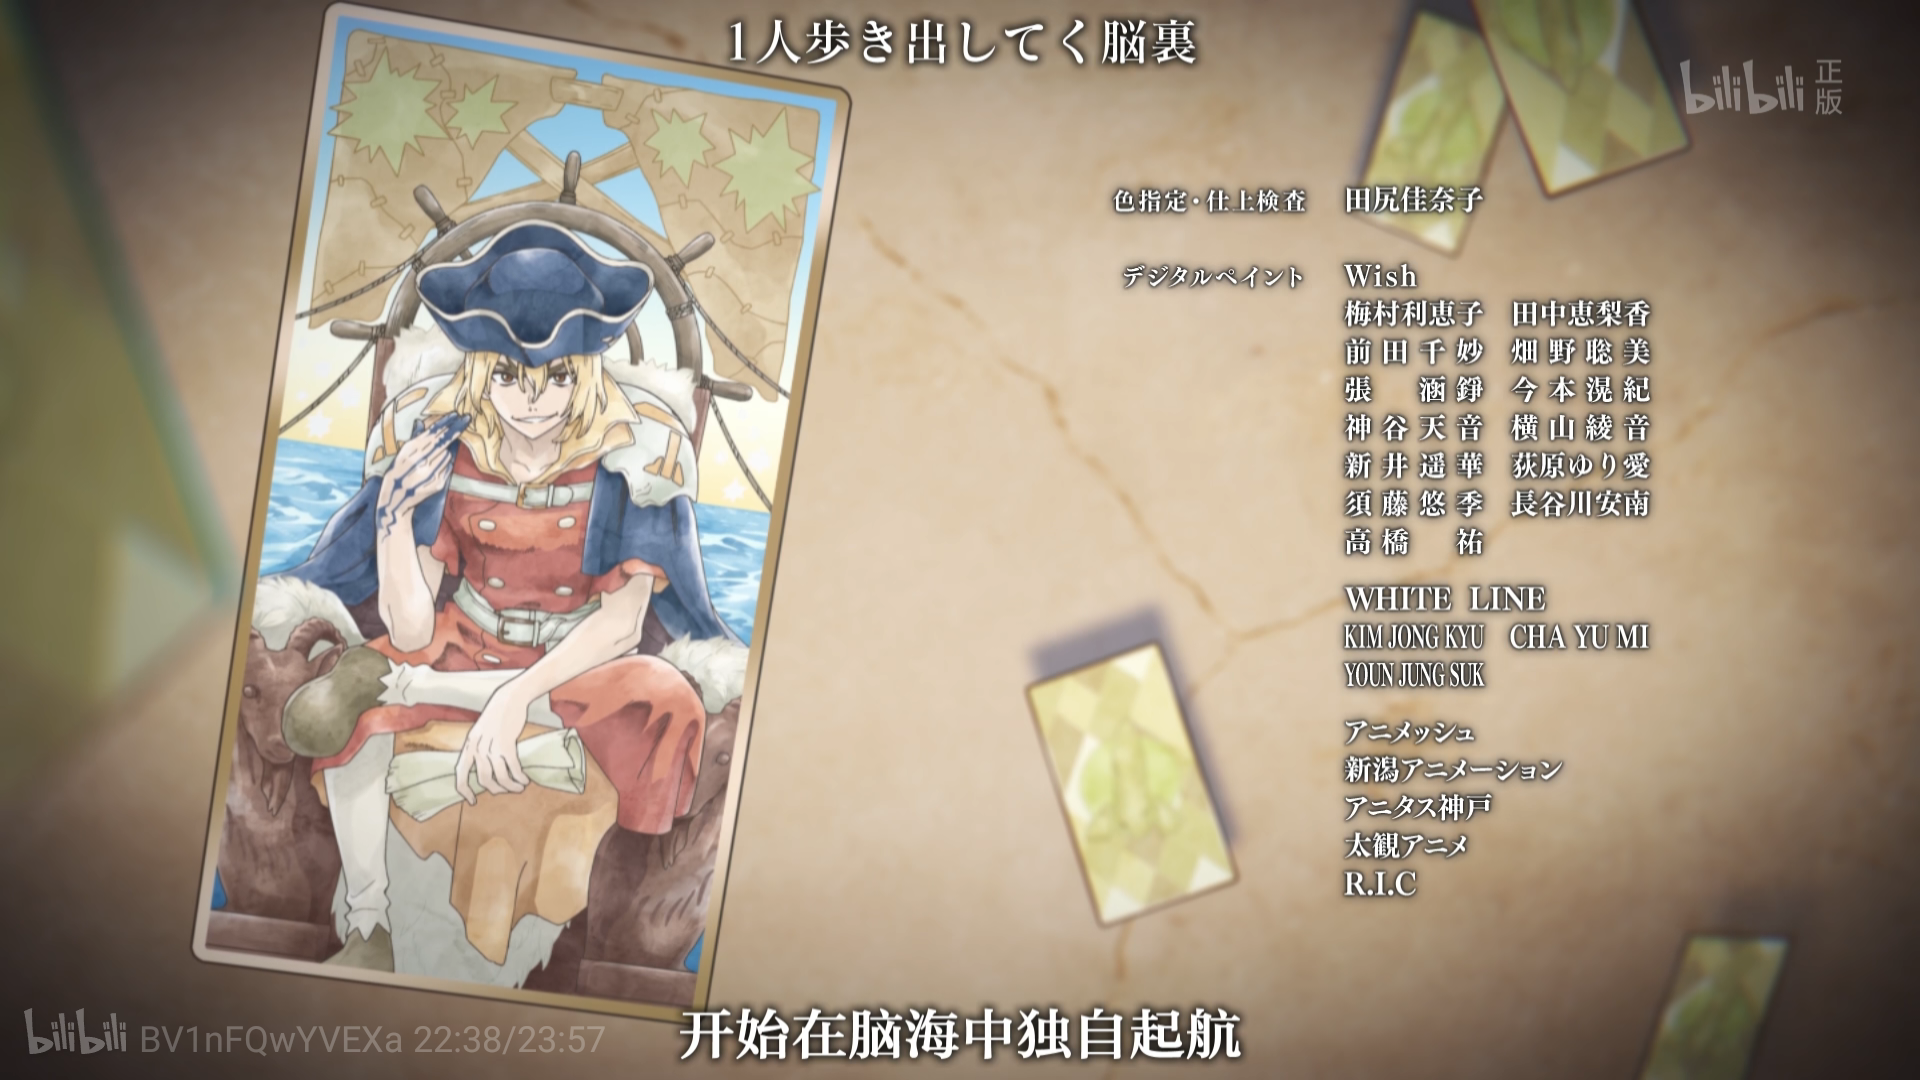 1人歩き出してく脳裏
bilibili 正版
色指定・仕上検査 田尻佳奈子
デジタルペイント Wish
梅村利恵子 田中恵梨香
前田千妙 畑野聡美
張 涵錚 今本滉紀
神谷天音 横山綾音
新井遥華 荻原ゆり愛
須藤悠季 長谷川安南
高橋 祐
WHITE LINE
KIM JONG KYU CHA YU MI
YOUN JUNG SUK
アニメッシュ
新潟アニメーション
アニタス神戸
太観アニメ
R.I.C
开始在脑海中独自起航
bilibili BV1nFQwYVEXa 22:38/23:57